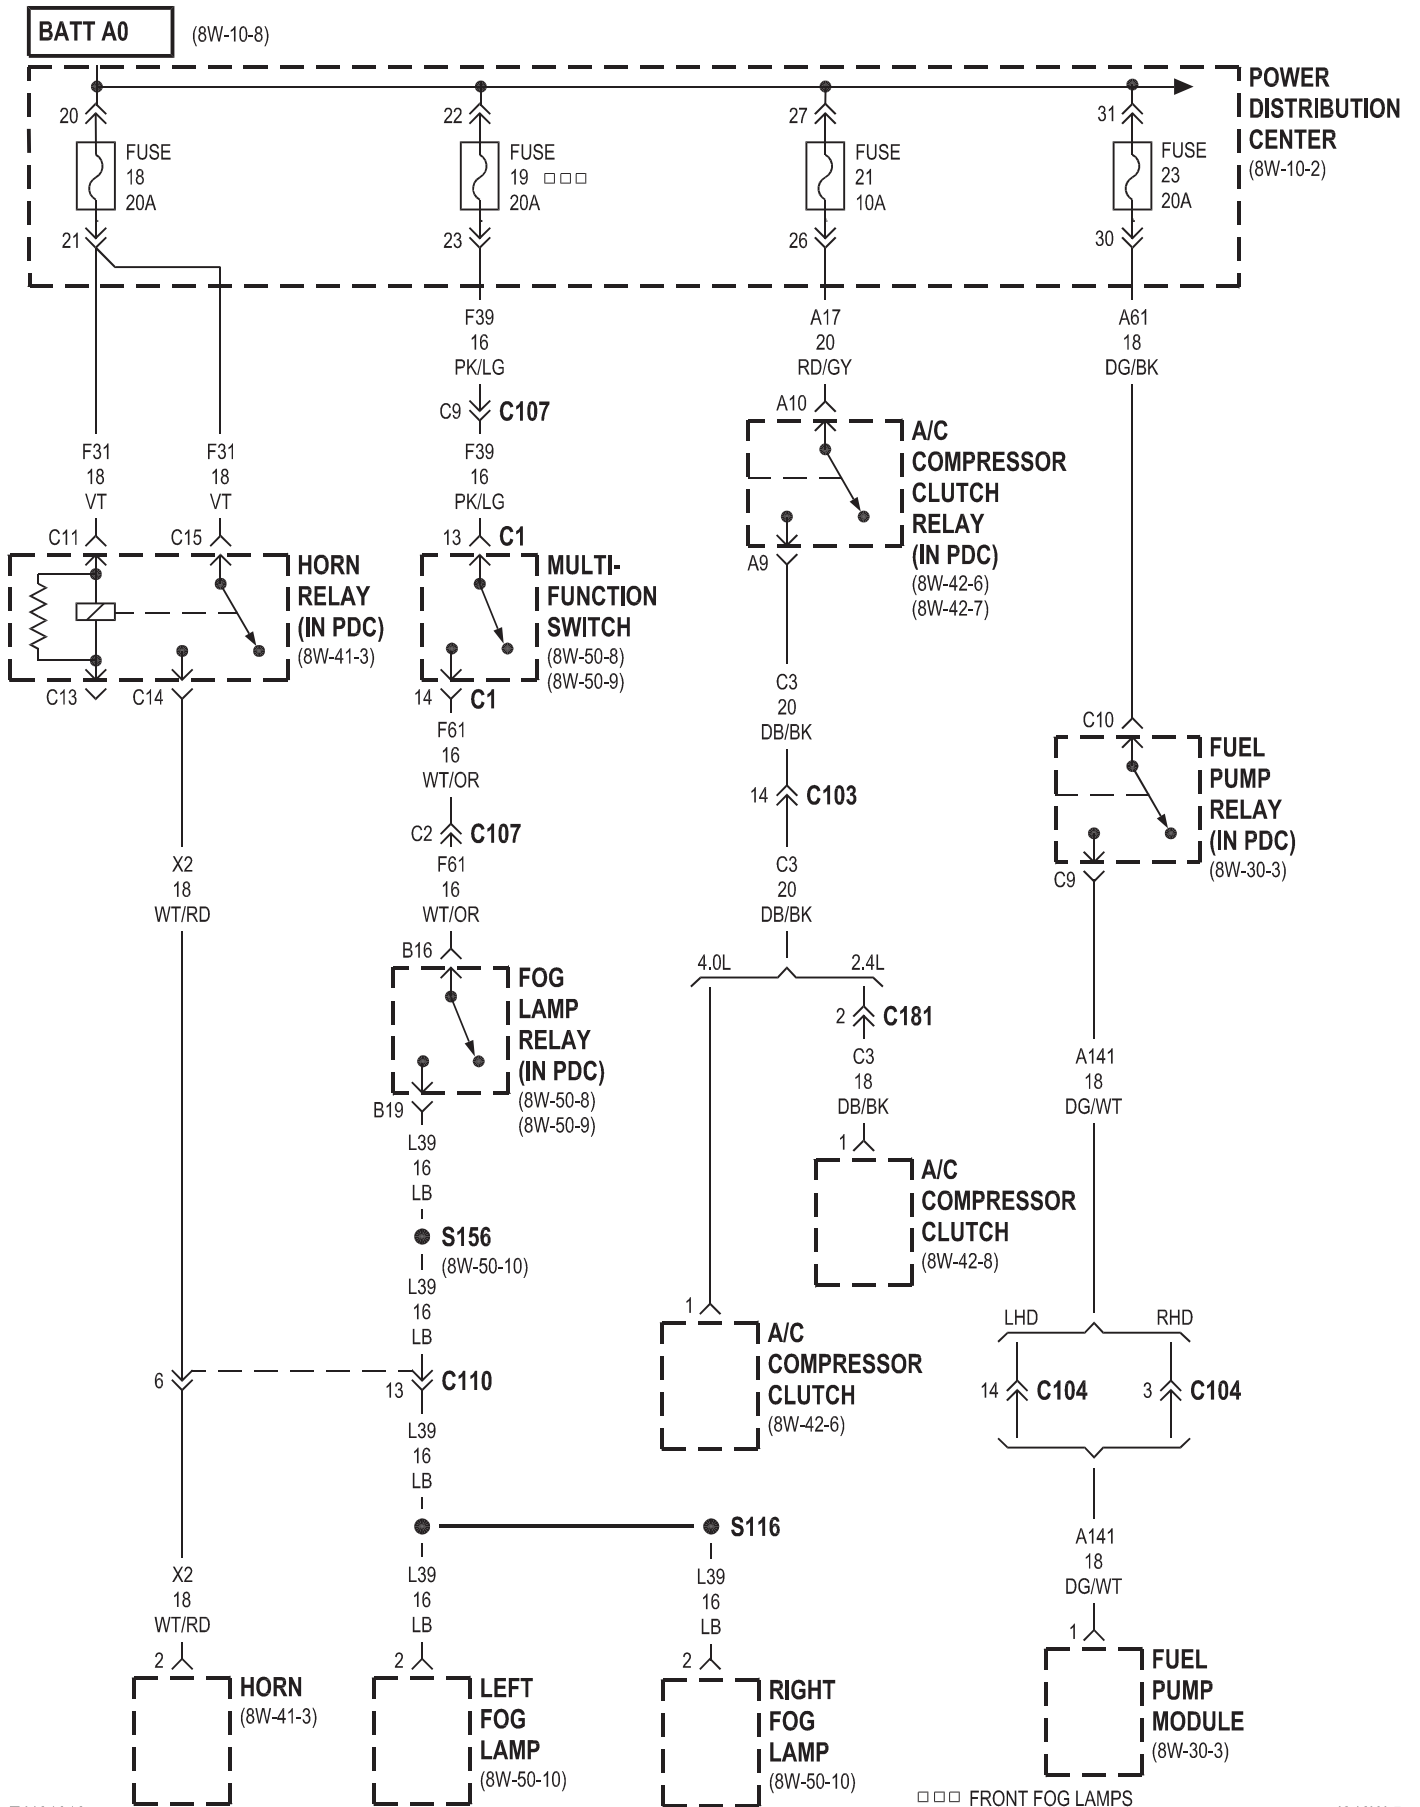 BATT A0 (8W-10-8)
POWER
DISTRIBUTION
CENTER
(8W-10-2)
20
FUSE
18
20A
21
22
FUSE
19 □□□
20A
23
27
FUSE
21
10A
26
31
FUSE
23
20A
30
F31
18
VT
F31
18
VT
C11
C15
HORN
RELAY
(IN PDC)
(8W-41-3)
C13
C14
X2
18
WT/RD
6
X2
18
WT/RD
2
HORN
(8W-41-3)
F39
16
PK/LG
C9 C107
F39
16
PK/LG
13 C1
MULTI-
FUNCTION
SWITCH
(8W-50-8)
(8W-50-9)
14 C1
F61
16
WT/OR
C2 C107
F61
16
WT/OR
B16
FOG
LAMP
RELAY
(IN PDC)
(8W-50-8)
(8W-50-9)
B19
L39
16
LB
S156
(8W-50-10)
L39
16
LB
13 C110
L39
16
LB
S116
L39
16
LB
2
LEFT
FOG
LAMP
(8W-50-10)
L39
16
LB
2
RIGHT
FOG
LAMP
(8W-50-10)
A17
20
RD/GY
A10
A/C
COMPRESSOR
CLUTCH
RELAY
(IN PDC)
(8W-42-6)
(8W-42-7)
A9
C3
20
DB/BK
14 C103
C3
20
DB/BK
4.0L 2.4L
2 C181
C3
18
DB/BK
1
A/C
COMPRESSOR
CLUTCH
(8W-42-8)
1
A/C
COMPRESSOR
CLUTCH
(8W-42-6)
A61
18
DG/BK
C10
FUEL
PUMP
RELAY
(IN PDC)
(8W-30-3)
C9
A141
18
DG/WT
LHD RHD
14 C104
3 C104
A141
18
DG/WT
1
FUEL
PUMP
MODULE
(8W-30-3)
□□□ FRONT FOG LAMPS